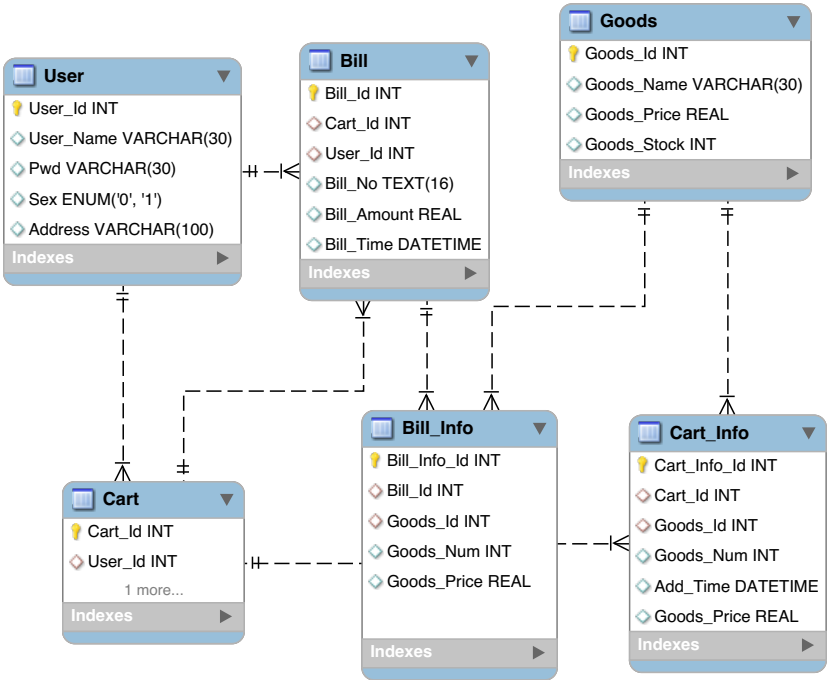 User
User_Id INT
User_Name VARCHAR(30)
Pwd VARCHAR(30)
Sex ENUM('0', '1')
Address VARCHAR(100)
Indexes
Bill
Bill_Id INT
Cart_Id INT
User_Id INT
Bill_No TEXT(16)
Bill_Amount REAL
Bill_Time DATETIME
Indexes
Goods
Goods_Id INT
Goods_Name VARCHAR(30)
Goods_Price REAL
Goods_Stock INT
Indexes
Cart
Cart_Id INT
User_Id INT
1 more...
Indexes
Bill_Info
Bill_Info_Id INT
Bill_Id INT
Goods_Id INT
Goods_Num INT
Goods_Price REAL
Indexes
Cart_Info
Cart_Info_Id INT
Cart_Id INT
Goods_Id INT
Goods_Num INT
Add_Time DATETIME
Goods_Price REAL
Indexes